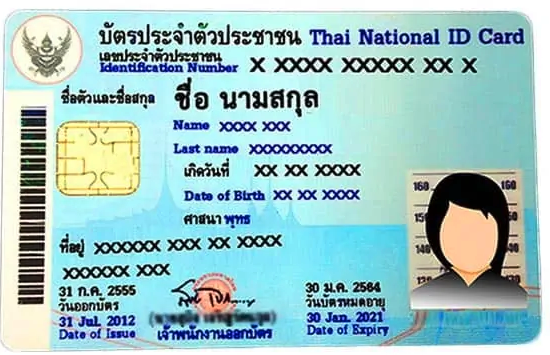 บัตรประจำตัวประชาชน Thai National ID Card
เลขประจำตัวประชาชน
Identification Number X XXXX XXXXX XX X
ชื่อตัวและชื่อสกุล ชื่อ นามสกุล
Name XXXX XXX
Last name XXXXXXXXX
เกิดวันที่ XX XX XXXX
Date of Birth XX XX XXXX
ศาสนา พุทธ
ที่อยู่ XXXXXXX XXX XX XXXX
XXXXXXX XXX
160 160
150
140 140
31 ก.ค. 2555
วันออกบัตร
31 Jul. 2012
Date of Issue
เจ้าพนักงานออกบัตร
30 ม.ค. 2564
วันบัตรหมดอายุ
30 Jan. 2021
Date of Expiry